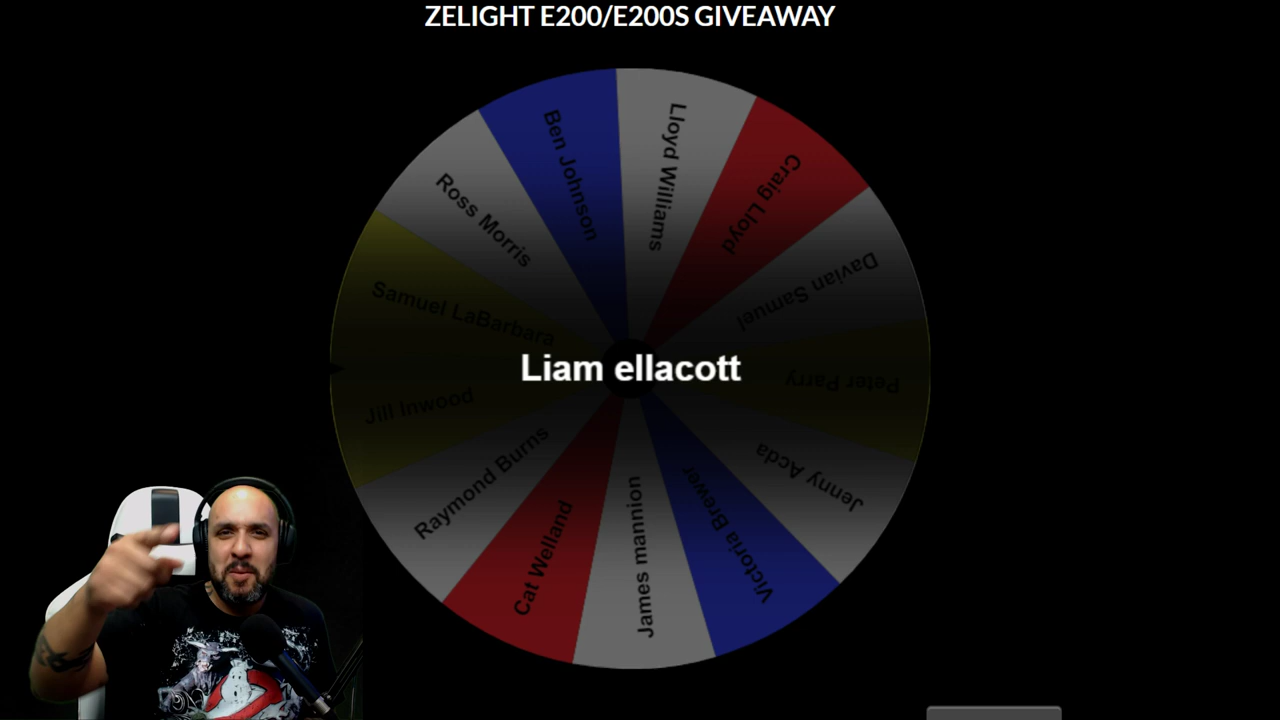 ZELIGHT E200/E200S GIVEAWAY
Lloyd Williams
Craig Lloyd
Davian Samuel
Peter Parry
Jenny Acda
Victoria Brewer
James mannion
Cat Welland
Raymond Burns
Jill Inwood
Samuel LaBarbara
Ross Morris
Ben Johnson
Liam ellacott